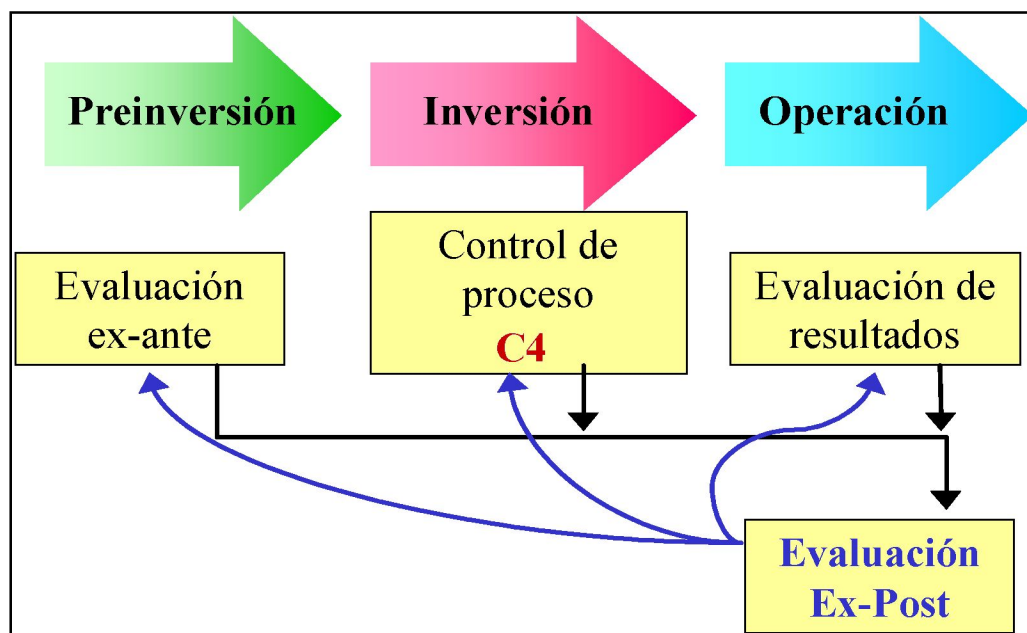 Preinversión
Inversión
Operación
Evaluación
ex-ante
Control de
proceso
C4
Evaluación de
resultados
Evaluación
Ex-Post